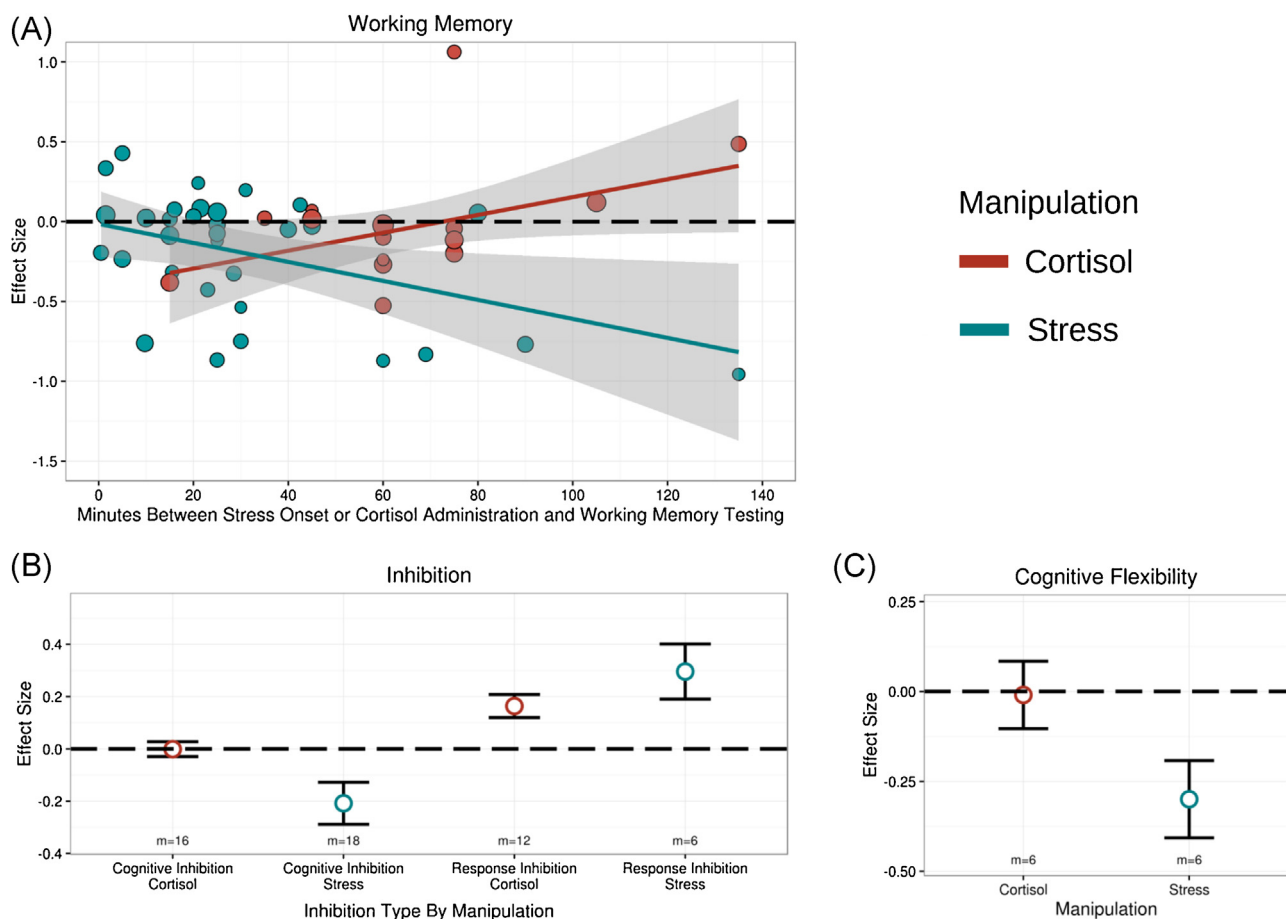 (A)
Working Memory
1.0
0.5
0.0
-0.5
-1.0
-1.5
Effect Size
0 20 40 60 80 100 120 140
Minutes Between Stress Onset or Cortisol Administration and Working Memory Testing
Manipulation
Cortisol
Stress
(B)
Inhibition
0.4
0.2
0.0
-0.2
-0.4
Effect Size
m=16 m=18 m=12 m=6
Cognitive Inhibition Cognitive Inhibition Response Inhibition Response Inhibition
Cortisol Stress Cortisol Stress
Inhibition Type By Manipulation
(C)
Cognitive Flexibility
0.25
0.00
-0.25
-0.50
Effect Size
m=6 m=6
Cortisol Stress
Manipulation